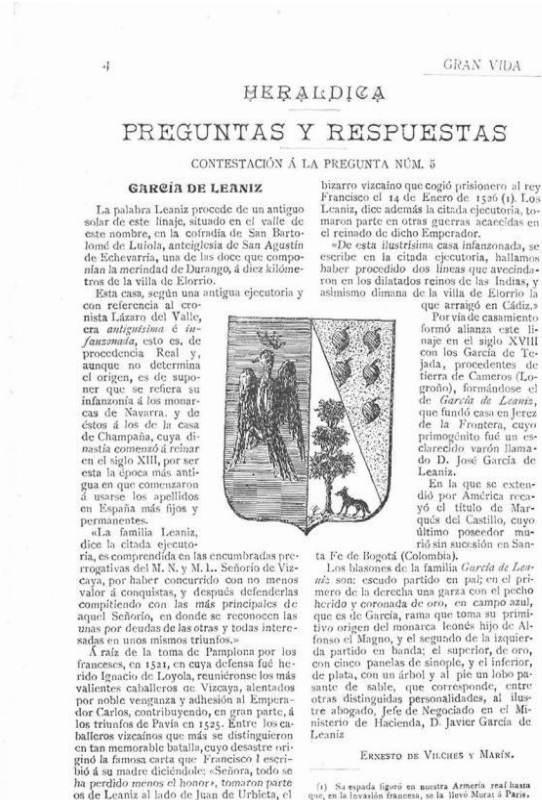 4
GRAN VIDA
HERALDICA
PREGUNTAS Y RESPUESTAS
CONTESTACIÓN Á LA PREGUNTA NÚM. 5
GARCÍA DE LEANIZ
La palabra Leaniz procede de un antiguo
solar de este linaje, situado en el valle de
este nombre, en la cofradía de San Barto-
lomé de Luiola, anteiglesia de San Agustín
de Echevarría, una de las doce que compo-
nían la merindad de Durango, á diez kilóme-
tros de la villa de Elorrio.
Esta casa, según una antigua ejecutoria y
con referencia al cro-
nista Lázaro del Valle,
era antiguísima é in-
fanzonada, esto es, de
procedencia Real y,
aunque no determina
el origen, es de supo-
ner que se refiera su
infanzonía á los monar-
cas de Navarra. y de
éstos á los de la casa
de Champaña, cuya di-
nastía comenzó á reinar
en el siglo XIII, por ser
esta la época más anti-
gua en que comenzaron
á usarse los apellidos
en España más fijos y
permanentes.
«La familia Leaniz,
dice la citada ejecuto-
ría, es comprendida en las encumbradas pre-
rrogativas del M. N. y M. L. Señorío de Viz-
caya, por haber concurrido con no menos
valor á conquistas, y después defenderlas
compitiendo con las más principales de
aquel Señorío, en donde se reconocen las
unas por deudas de las otras y todas intere-
sadas en unos mismos triunfos.»
Á raíz de la toma de Pamplona por los
franceses, en 1521, en cuya defensa fué he-
rido Ignacio de Loyola, reuniéronse los más
valientes caballeros de Vizcaya, alentados
por noble venganza y adhesión al Empera-
dor Carlos, contribuyendo, en gran parte, á
los triunfos de Pavía en 1525. Entre los ca-
balleros vizcaínos que más se distinguieron
en tan memorable batalla, cuyo desastre ori-
ginó la famosa carta que Francisco I escri-
bió á su madre diciéndole: «Señora, todo se
ha perdido menos el honor», tomaron parte
os de Leaniz al lado de Juan de Urbieta, el
bizarro vizcaíno que cogió prisionero al rey
Francisco el 14 de Enero de 1526 (1). Los
Leaniz, dice además la citada ejecutoria, to-
maron parte en otras guerras acaecidas en
el reinado de dicho Emperador.
«De esta ilustrísima casa infanzonada, se
escribe en la citada ejecutoria, hallamos
haber procedido dos líneas que avecinda-
ron en los dilatados reinos de las Indias, y
asimismo dimana de la villa de Elorrio la
que arraigó en Cádiz.»
Por vía de casamiento
formó alianza este li-
naje en el siglo XVIII
con los García de Te-
jada, procedentes de
tierra de Cameros (Lo-
groño), formándose el
de García de Leaniz,
que fundó casa en Jerez
de la Frontera, cuyo
primogénito fué un es-
clarecido varón llama-
do D. José García de
Leaniz.
En la que se exten-
dió por América reca-
yó el título de Mar-
qués del Castillo, cuyo
último poseedor mu-
rió sin sucesión en San-
ta Fe de Bogotá (Colombia).
Los blasones de la familia García de Lea-
niz son: escudo partido en pal; en el pri-
mero de la derecha una garza con el pecho
herido y coronada de oro, en campo azul,
que es de García, rama que toma su primi-
tivo origen del monarca leonés hijo de Al-
fonso el Magno, y el segundo de la izquier-
da partido en banda; el superior, de oro,
con cinco panelas de sinople, y el inferior,
de plata, con un árbol y al pie un lobo pa-
sante de sable, que corresponde, entre
otras distinguidas personalidades, al ilus-
tre abogado, Jefe de Negociado en el Mi-
nisterio de Hacienda, D. Javier García de
Leaniz
ERNESTO DE VILCHES Y MARÍN.
(1) Su espada figuró en nuestra Armería real hasta
que, en la invasión francesa, se la llevó Murat á París.